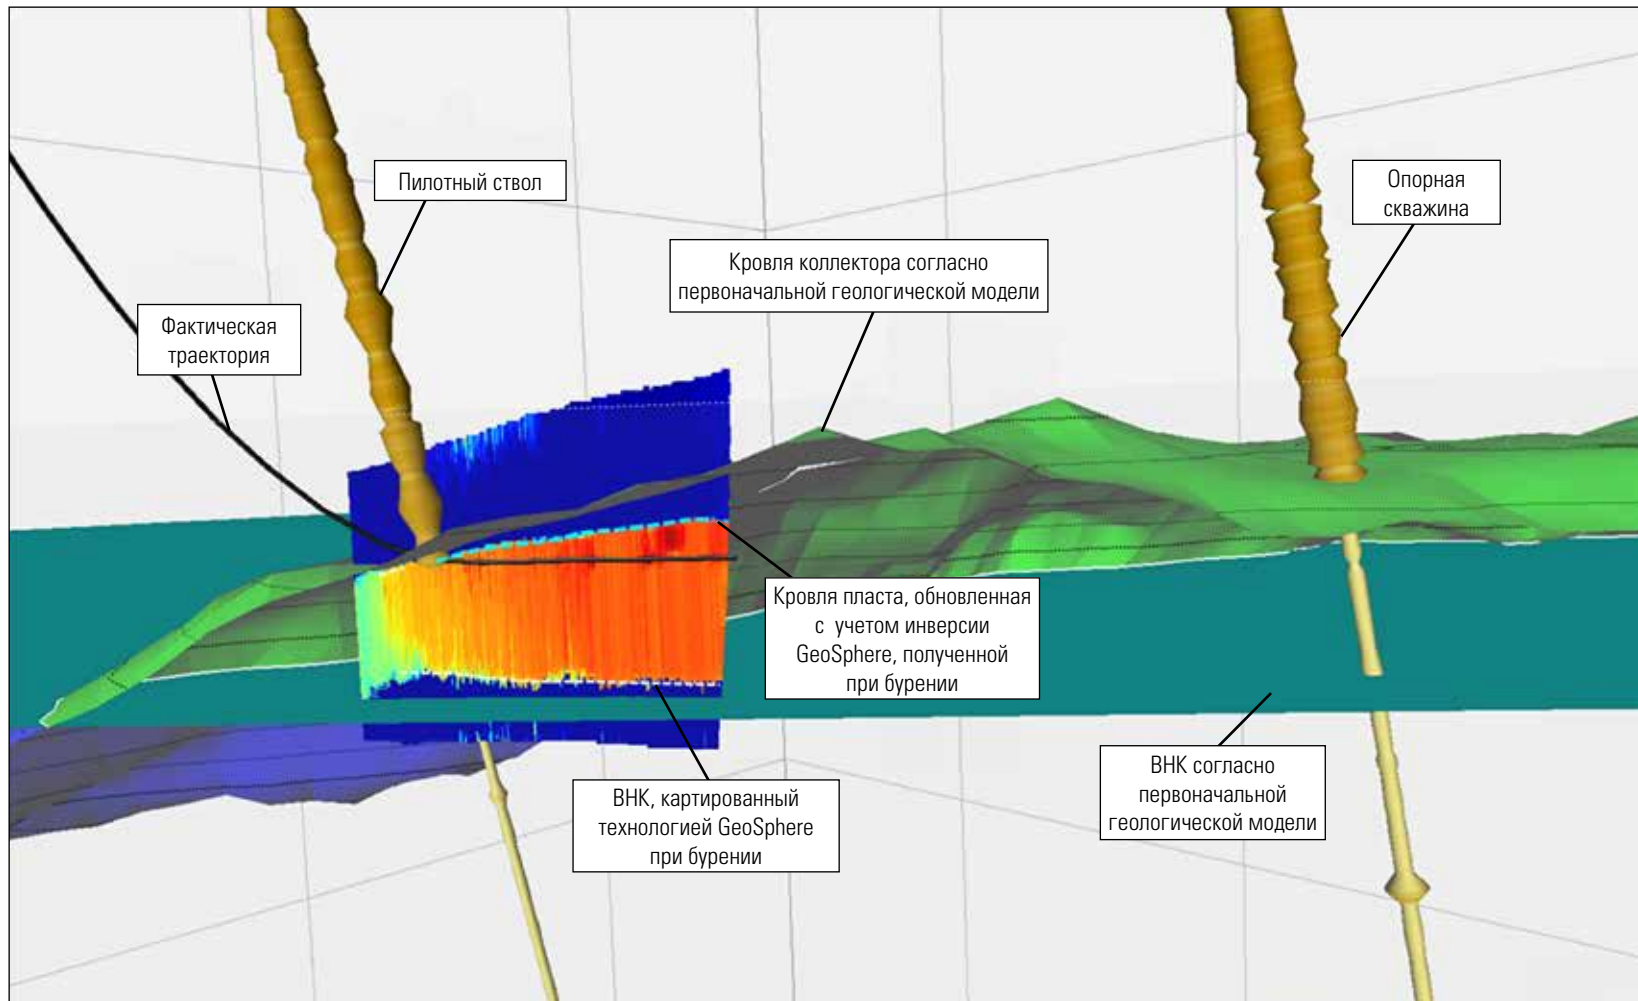 Пилотный ствол
Опорная
скважина
Кровля коллектора согласно
первоначальной геологической модели
Фактическая
траектория
Кровля пласта, обновленная
с учетом инверсии
GeoSphere, полученной
при бурении
ВНК согласно
первоначальной
геологической модели
ВНК, картированный
технологией GeoSphere
при бурении